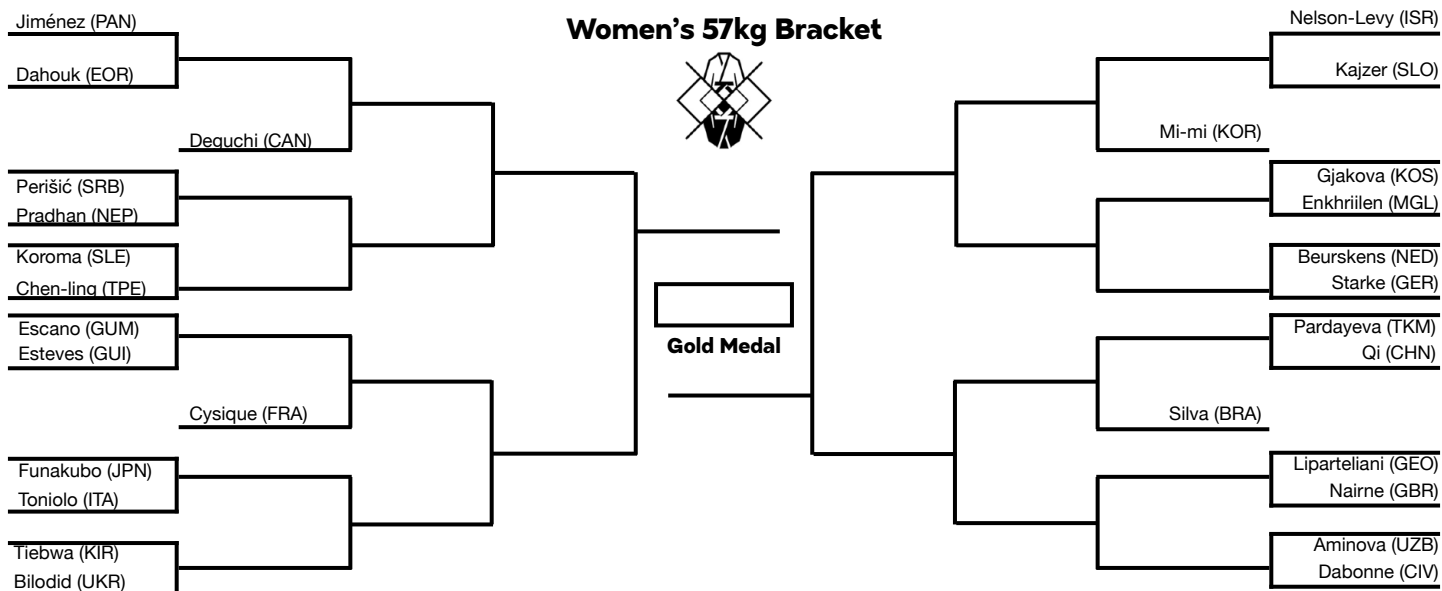 Women's 57kg Bracket
Jiménez (PAN)
Dahouk (EOR)
Deguchi (CAN)
Perišić (SRB)
Pradhan (NEP)
Koroma (SLE)
Chen-ling (TPE)
Escano (GUM)
Esteves (GUI)
Cysique (FRA)
Funakubo (JPN)
Toniolo (ITA)
Tiebwa (KIR)
Bilodid (UKR)
Gold Medal
Nelson-Levy (ISR)
Kajzer (SLO)
Mi-mi (KOR)
Gjakova (KOS)
Enkhriilen (MGL)
Beurskens (NED)
Starke (GER)
Pardayeva (TKM)
Qi (CHN)
Silva (BRA)
Liparteliani (GEO)
Nairne (GBR)
Aminova (UZB)
Dabonne (CIV)